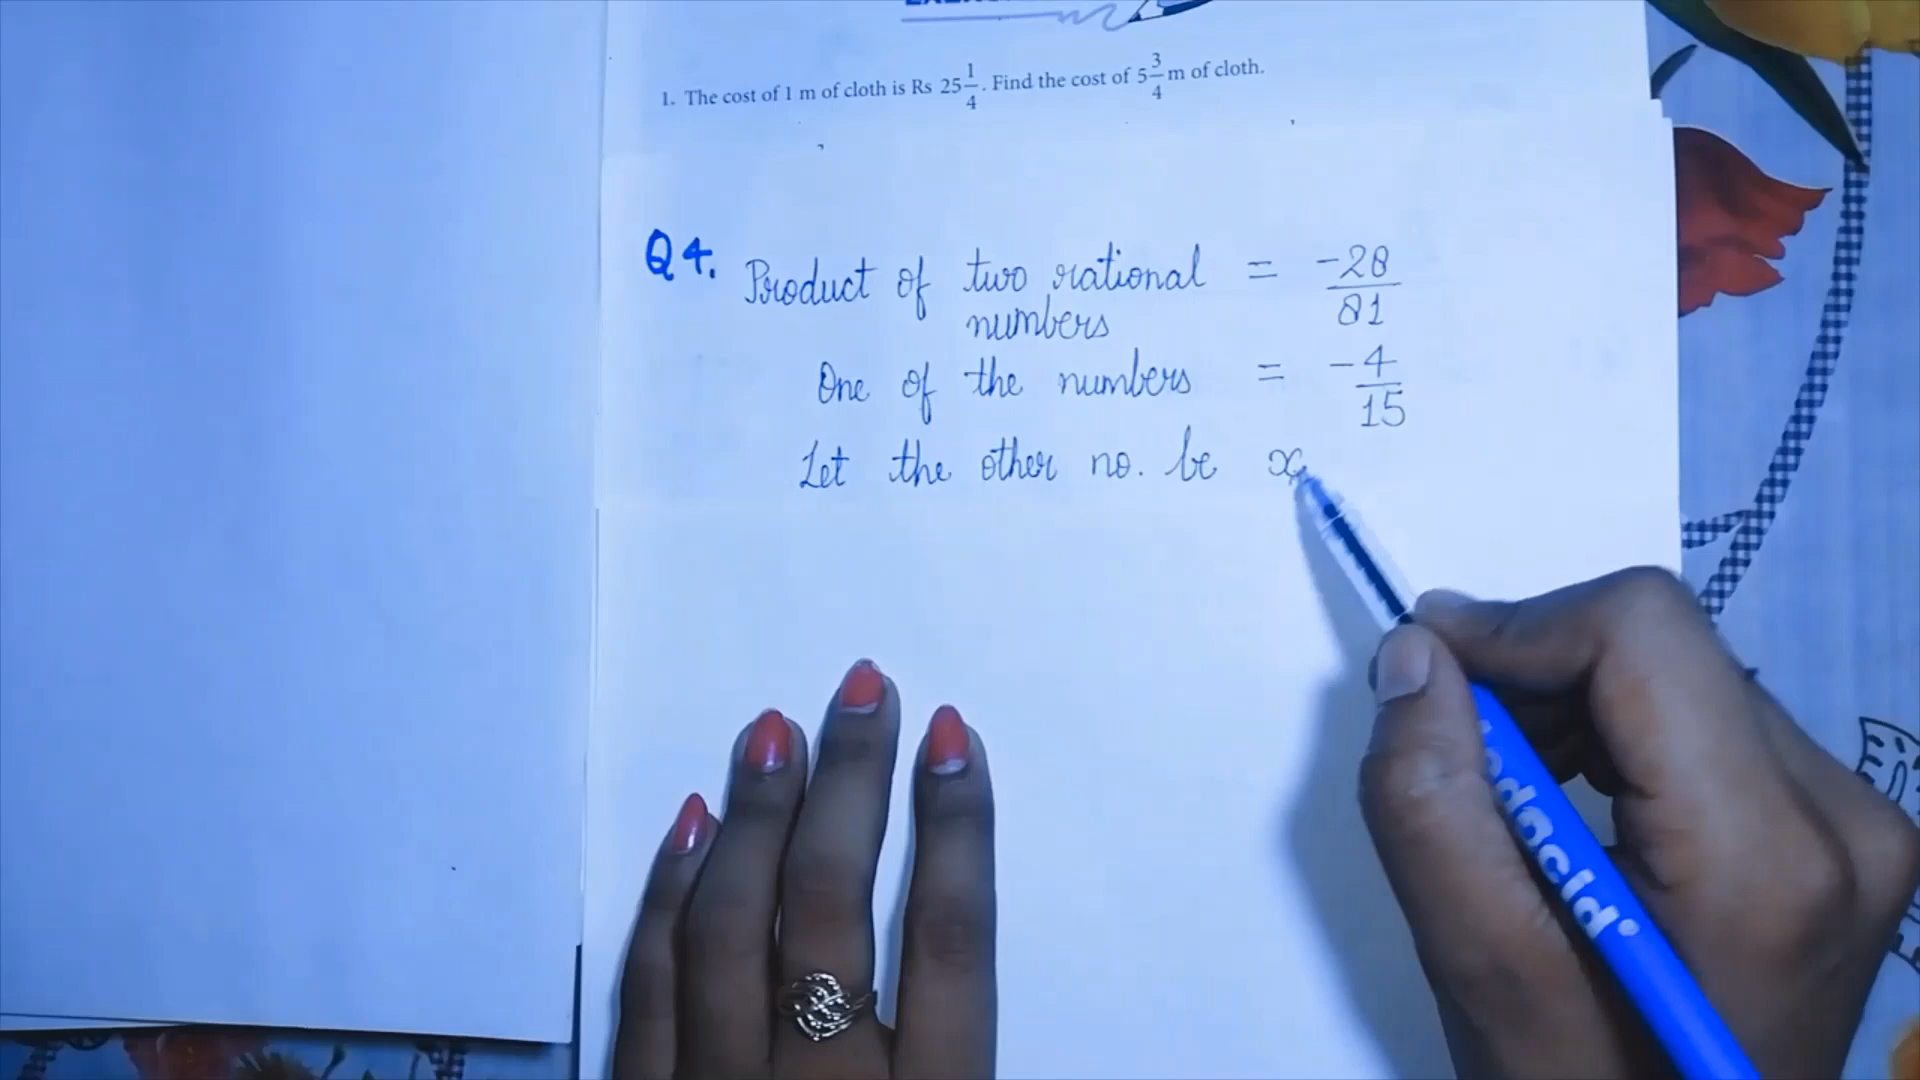 1. The cost of 1 m of cloth is Rs 25 1/4. Find the cost of 5 3/4 m of cloth.
Q4. Product of two rational numbers = -28/81
One of the numbers = -4/15
Let the other no. be x